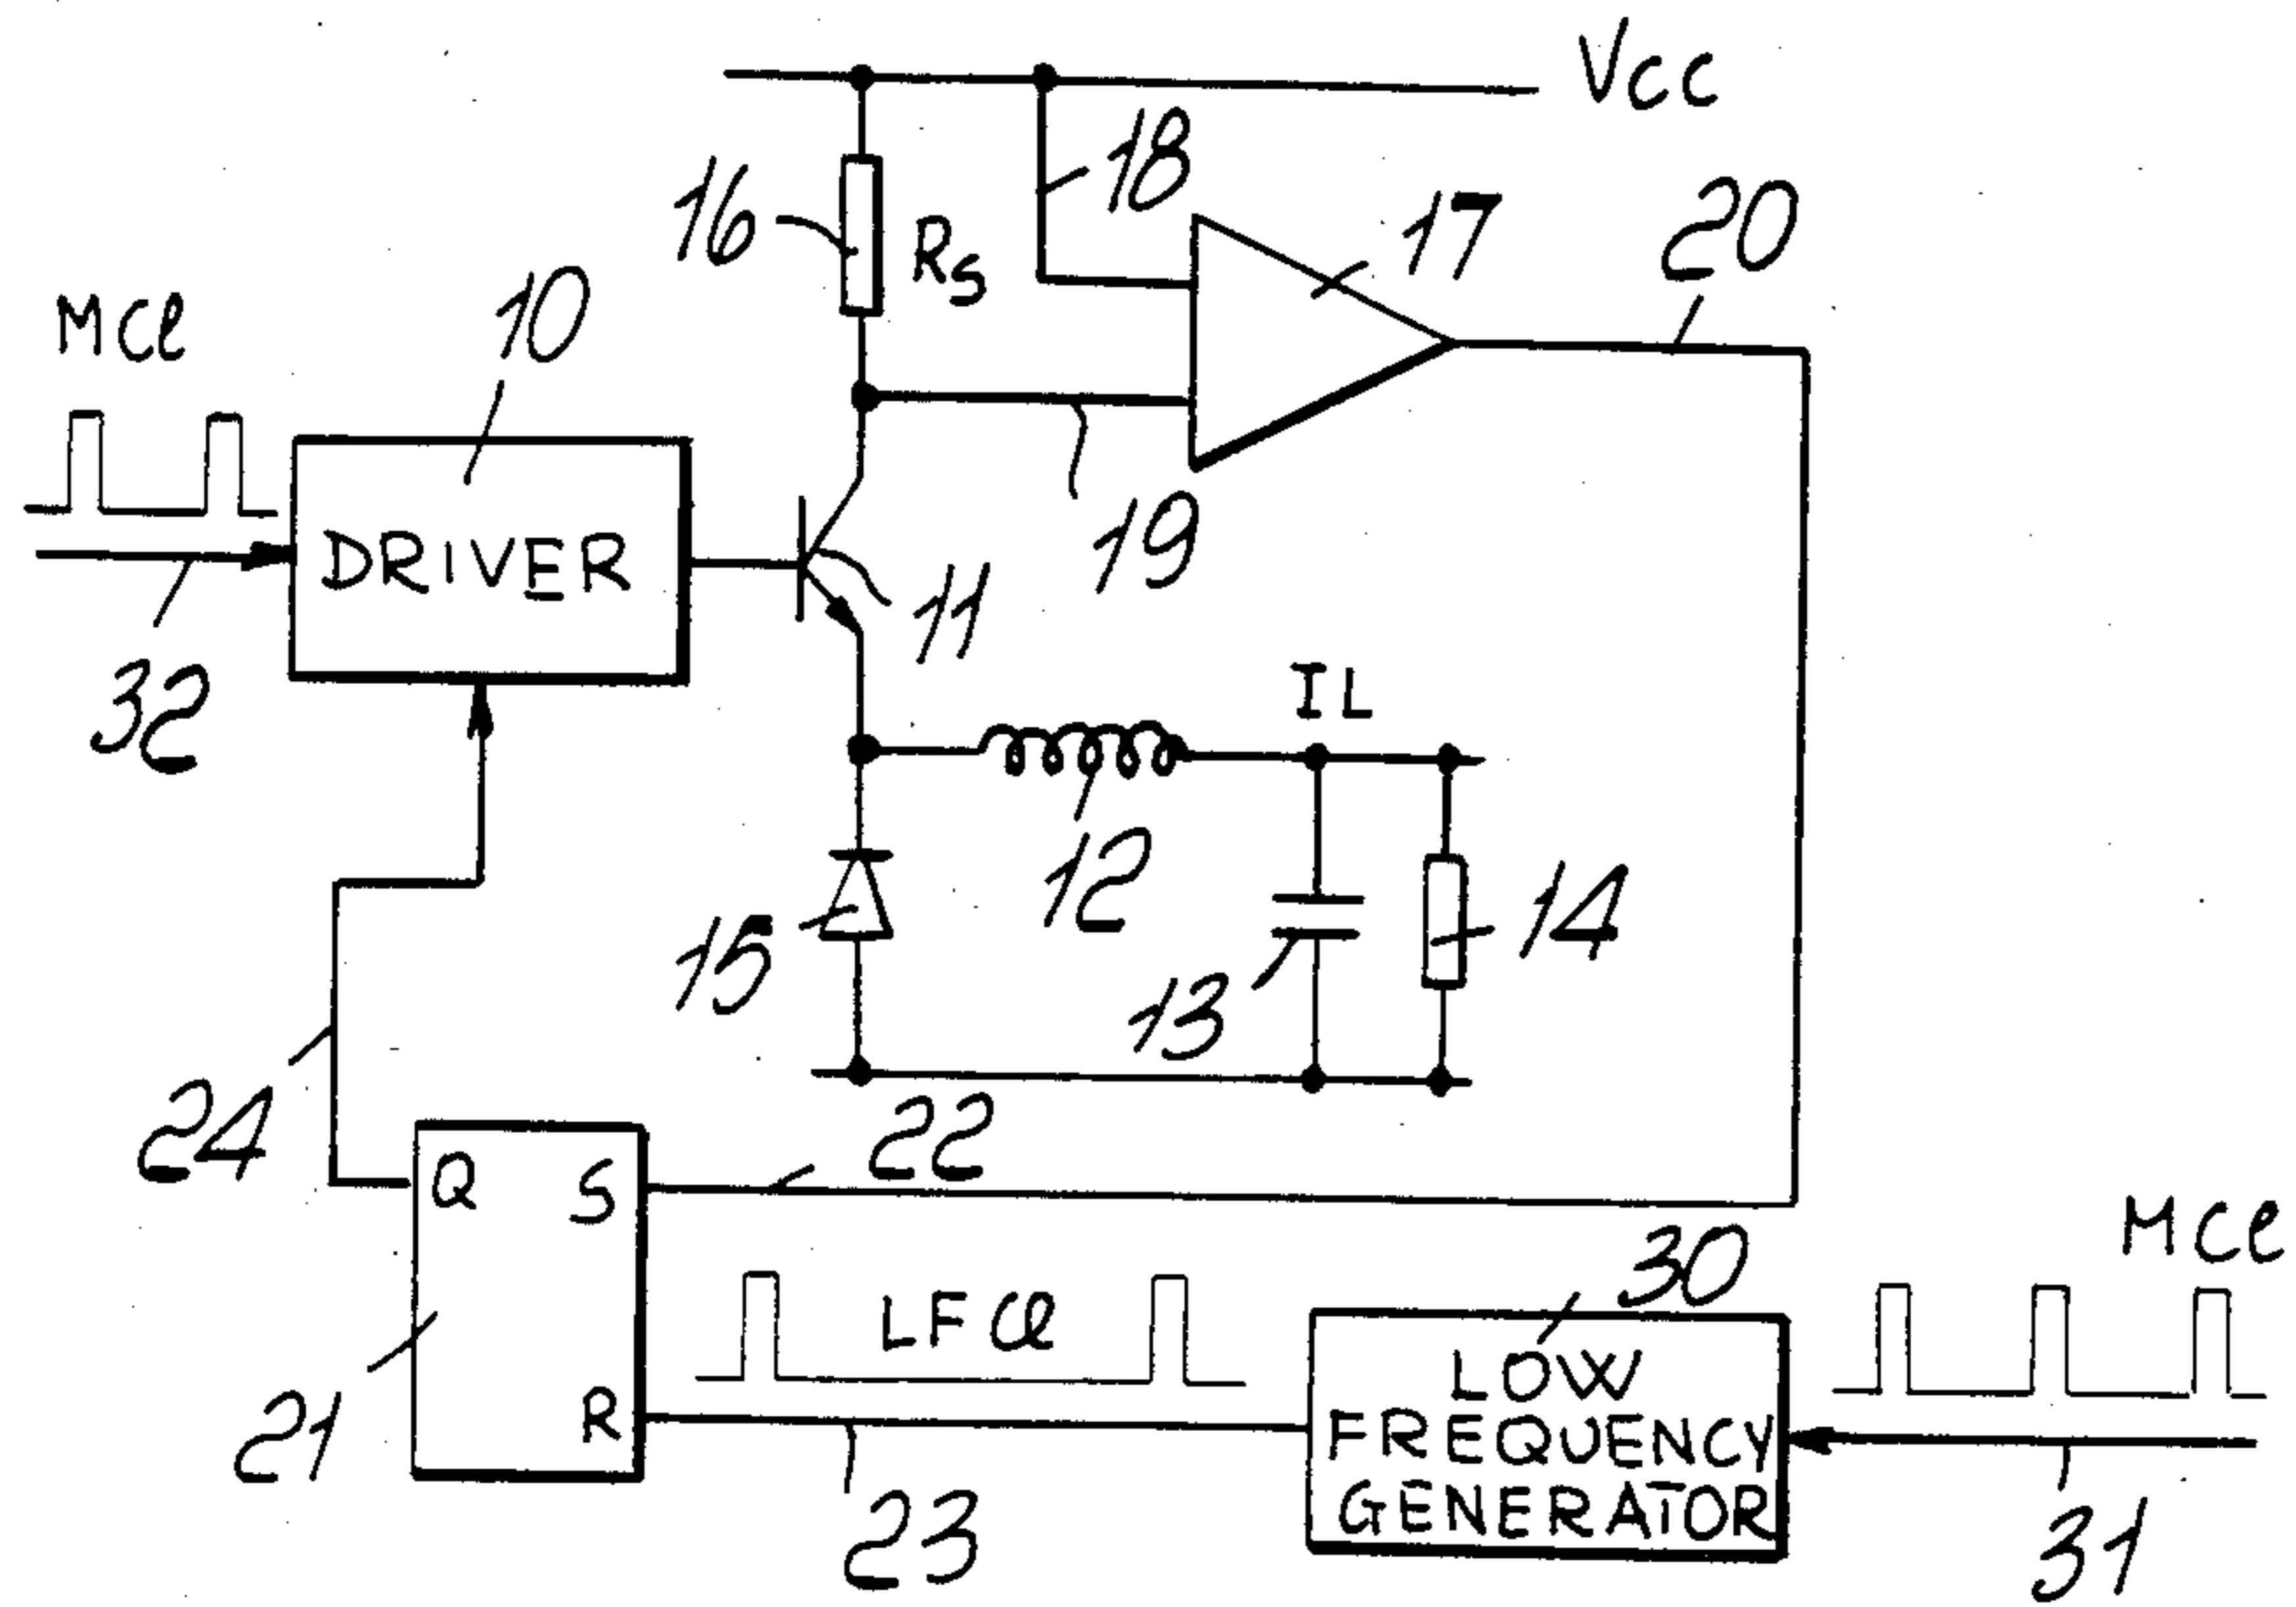 Vcc
18
16
Rs
17
20
MCl
10
DRIVER
19
11
32
IL
12
15
14
13
24
22
Q
S
MCl
30
LFCl
LOW
FREQUENCY
GENERATOR
R
21
23
31